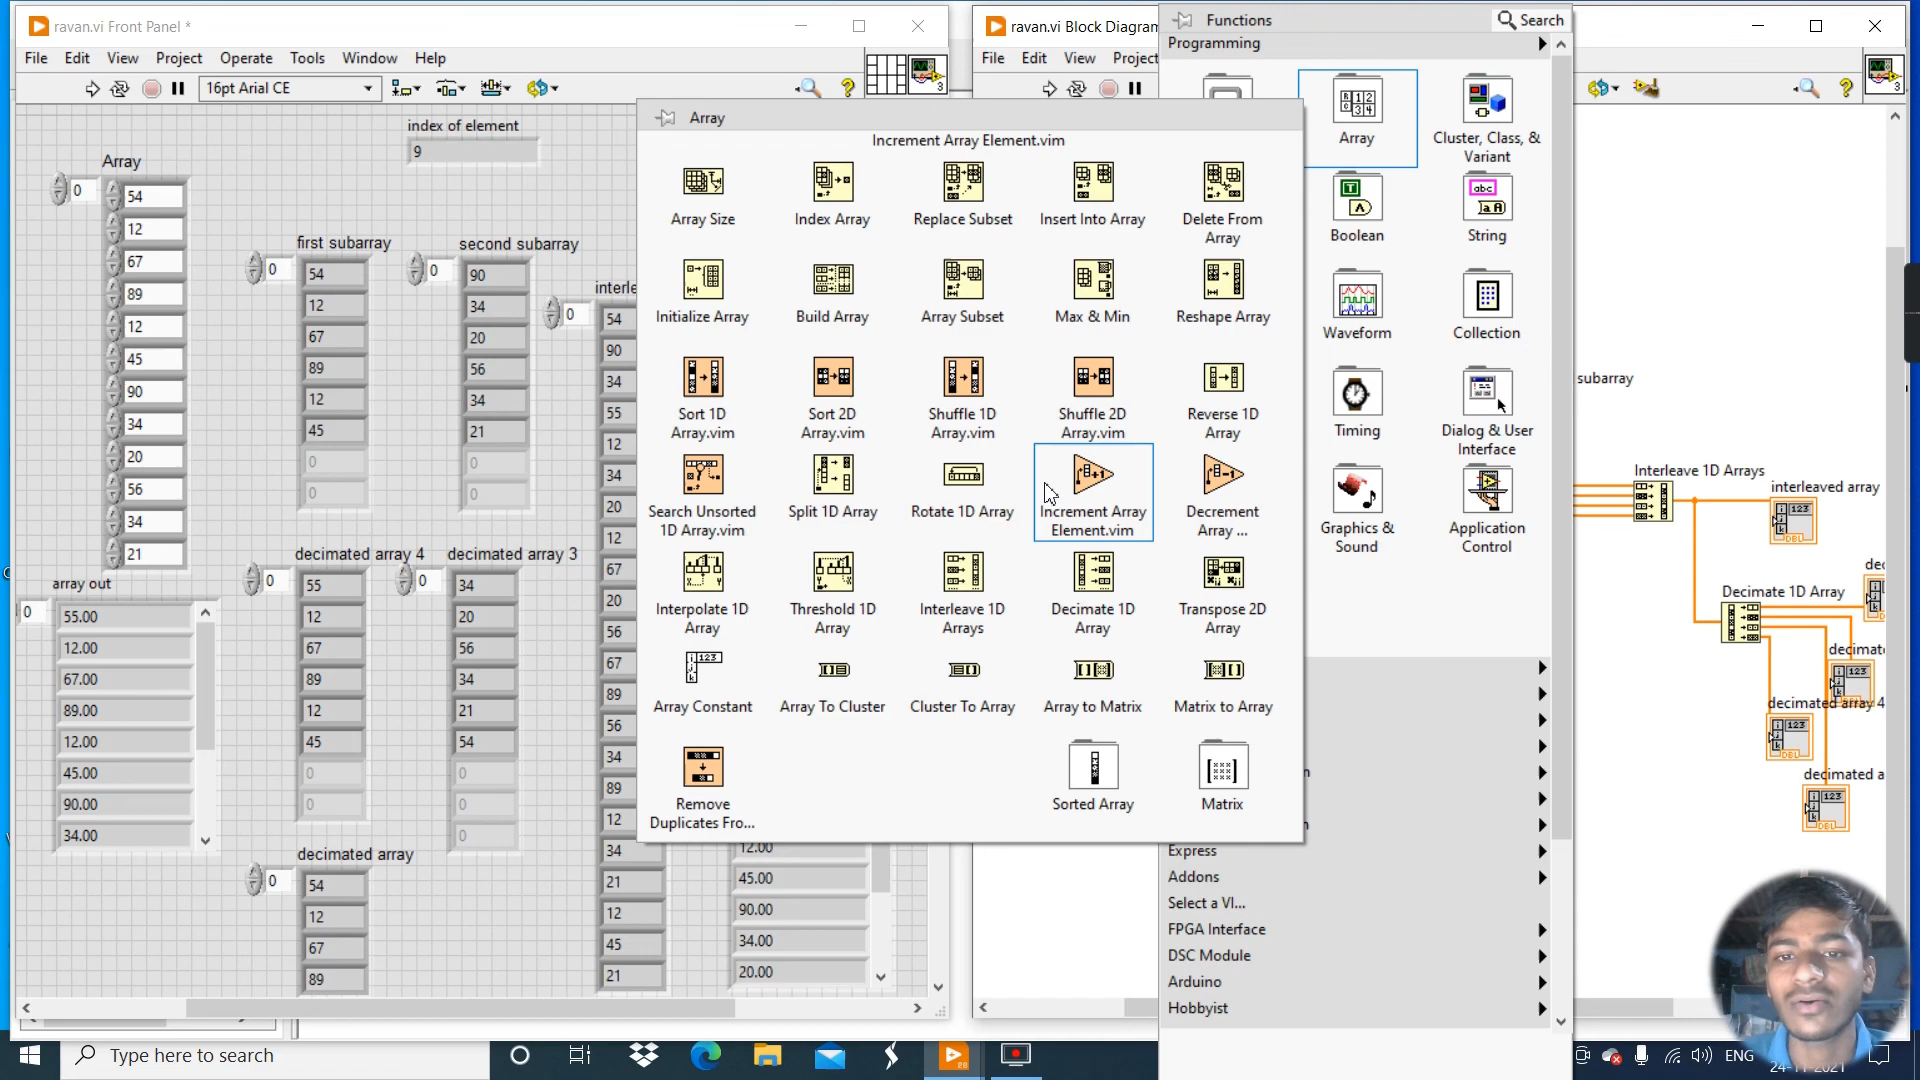 ravan.vi Front Panel *
File Edit View Project Operate Tools Window Help
16pt Arial CE
3
index of element
9
Array
0
54
12
67
89
12
45
90
34
20
56
34
21
first subarray
0
54
12
67
89
12
45
0
0
second subarray
0
90
34
20
56
34
21
0
0
interle
0
54
90
34
55
12
34
20
12
67
20
56
67
89
56
34
89
12
34
21
12
45
21
array out
0
55.00
12.00
67.00
89.00
12.00
45.00
90.00
34.00
decimated array 4
0
55
12
67
89
12
45
0
0
decimated array 3
0
34
20
56
34
21
54
0
0
0
decimated array
0
54
12
67
89
12.00
45.00
90.00
34.00
20.00
Array
Increment Array Element.vim
Array Size
Index Array
Replace Subset
Insert Into Array
Delete From
Array
Initialize Array
Build Array
Array Subset
Max & Min
Reshape Array
Sort 1D
Array.vim
Sort 2D
Array.vim
Shuffle 1D
Array.vim
Shuffle 2D
Array.vim
Reverse 1D
Array
Search Unsorted
1D Array.vim
Split 1D Array
Rotate 1D Array
Increment Array
Element.vim
Decrement
Array ...
Interpolate 1D
Array
Threshold 1D
Array
Interleave 1D
Arrays
Decimate 1D
Array
Transpose 2D
Array
Array Constant
Array To Cluster
Cluster To Array
Array to Matrix
Matrix to Array
Remove
Duplicates Fro...
Sorted Array
Matrix
ravan.vi Block Diagram
File Edit View Project
3
Functions
Search
Programming
Array
Cluster, Class, &
Variant
Boolean
String
Waveform
Collection
Timing
Dialog & User
Interface
Graphics &
Sound
Application
Control
Express
Addons
Select a VI...
FPGA Interface
DSC Module
Arduino
Hobbyist
subarray
Interleave 1D Arrays
interleaved array
Decimate 1D Array
dec
decimat
decimated array 4
decimated a
Type here to search
ENG
24-11-2021